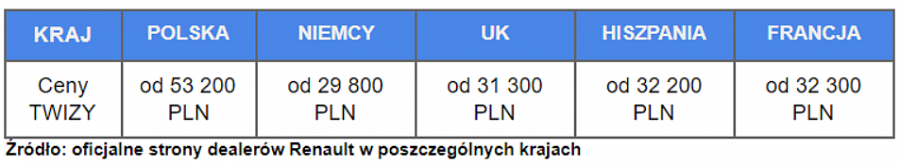 KRAJ POLSKA NIEMCY UK HISZPANIA FRANCJA
Ceny od 53 200 od 29 800 od 31 300 od 32 200 od 32 300
TWIZY PLN PLN PLN PLN PLN
Źródło: oficjalne strony dealerów Renault w poszczególnych krajach